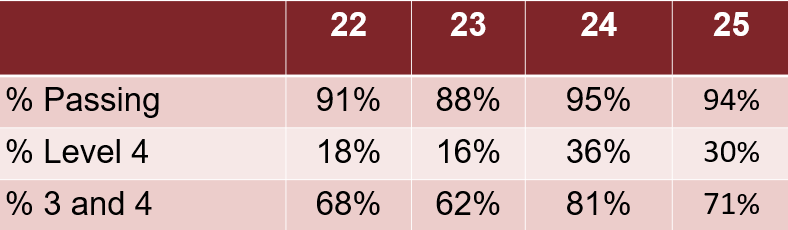 22 23 24 25
% Passing 91% 88% 95% 94%
% Level 4 18% 16% 36% 30%
% 3 and 4 68% 62% 81% 71%